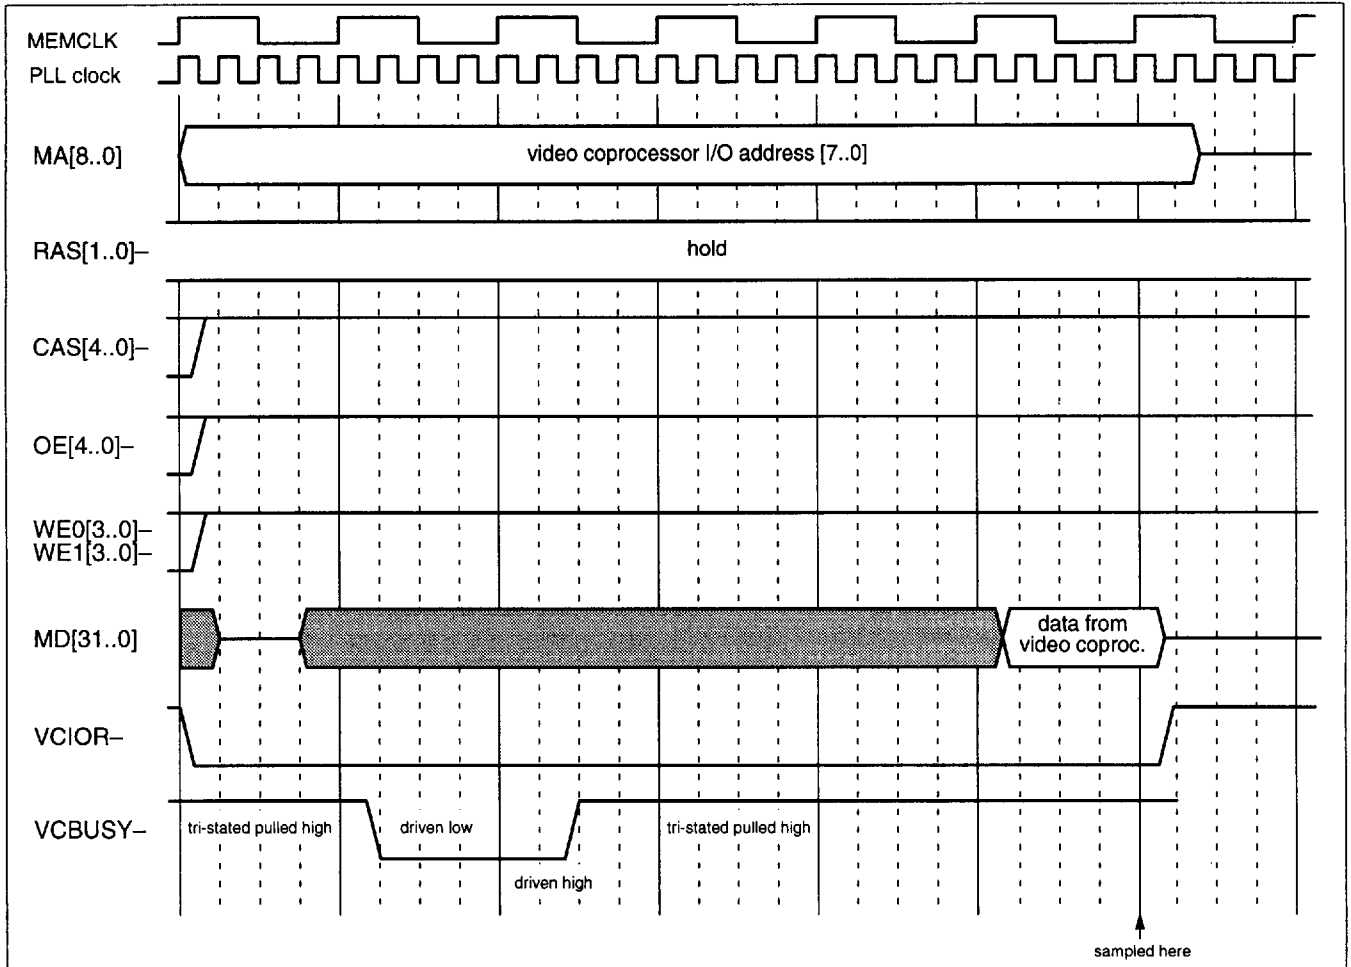 MEMCLK
PLL clock
MA[8..0]
video coprocessor I/O address [7..0]
RAS[1..0]–
hold
CAS[4..0]–
OE[4..0]–
WE0[3..0]–
WE1[3..0]–
MD[31..0]
data from
video coproc.
VCIOR–
VCBUSY–
tri-stated pulled high
driven low
tri-stated pulled high
driven high
sampled here